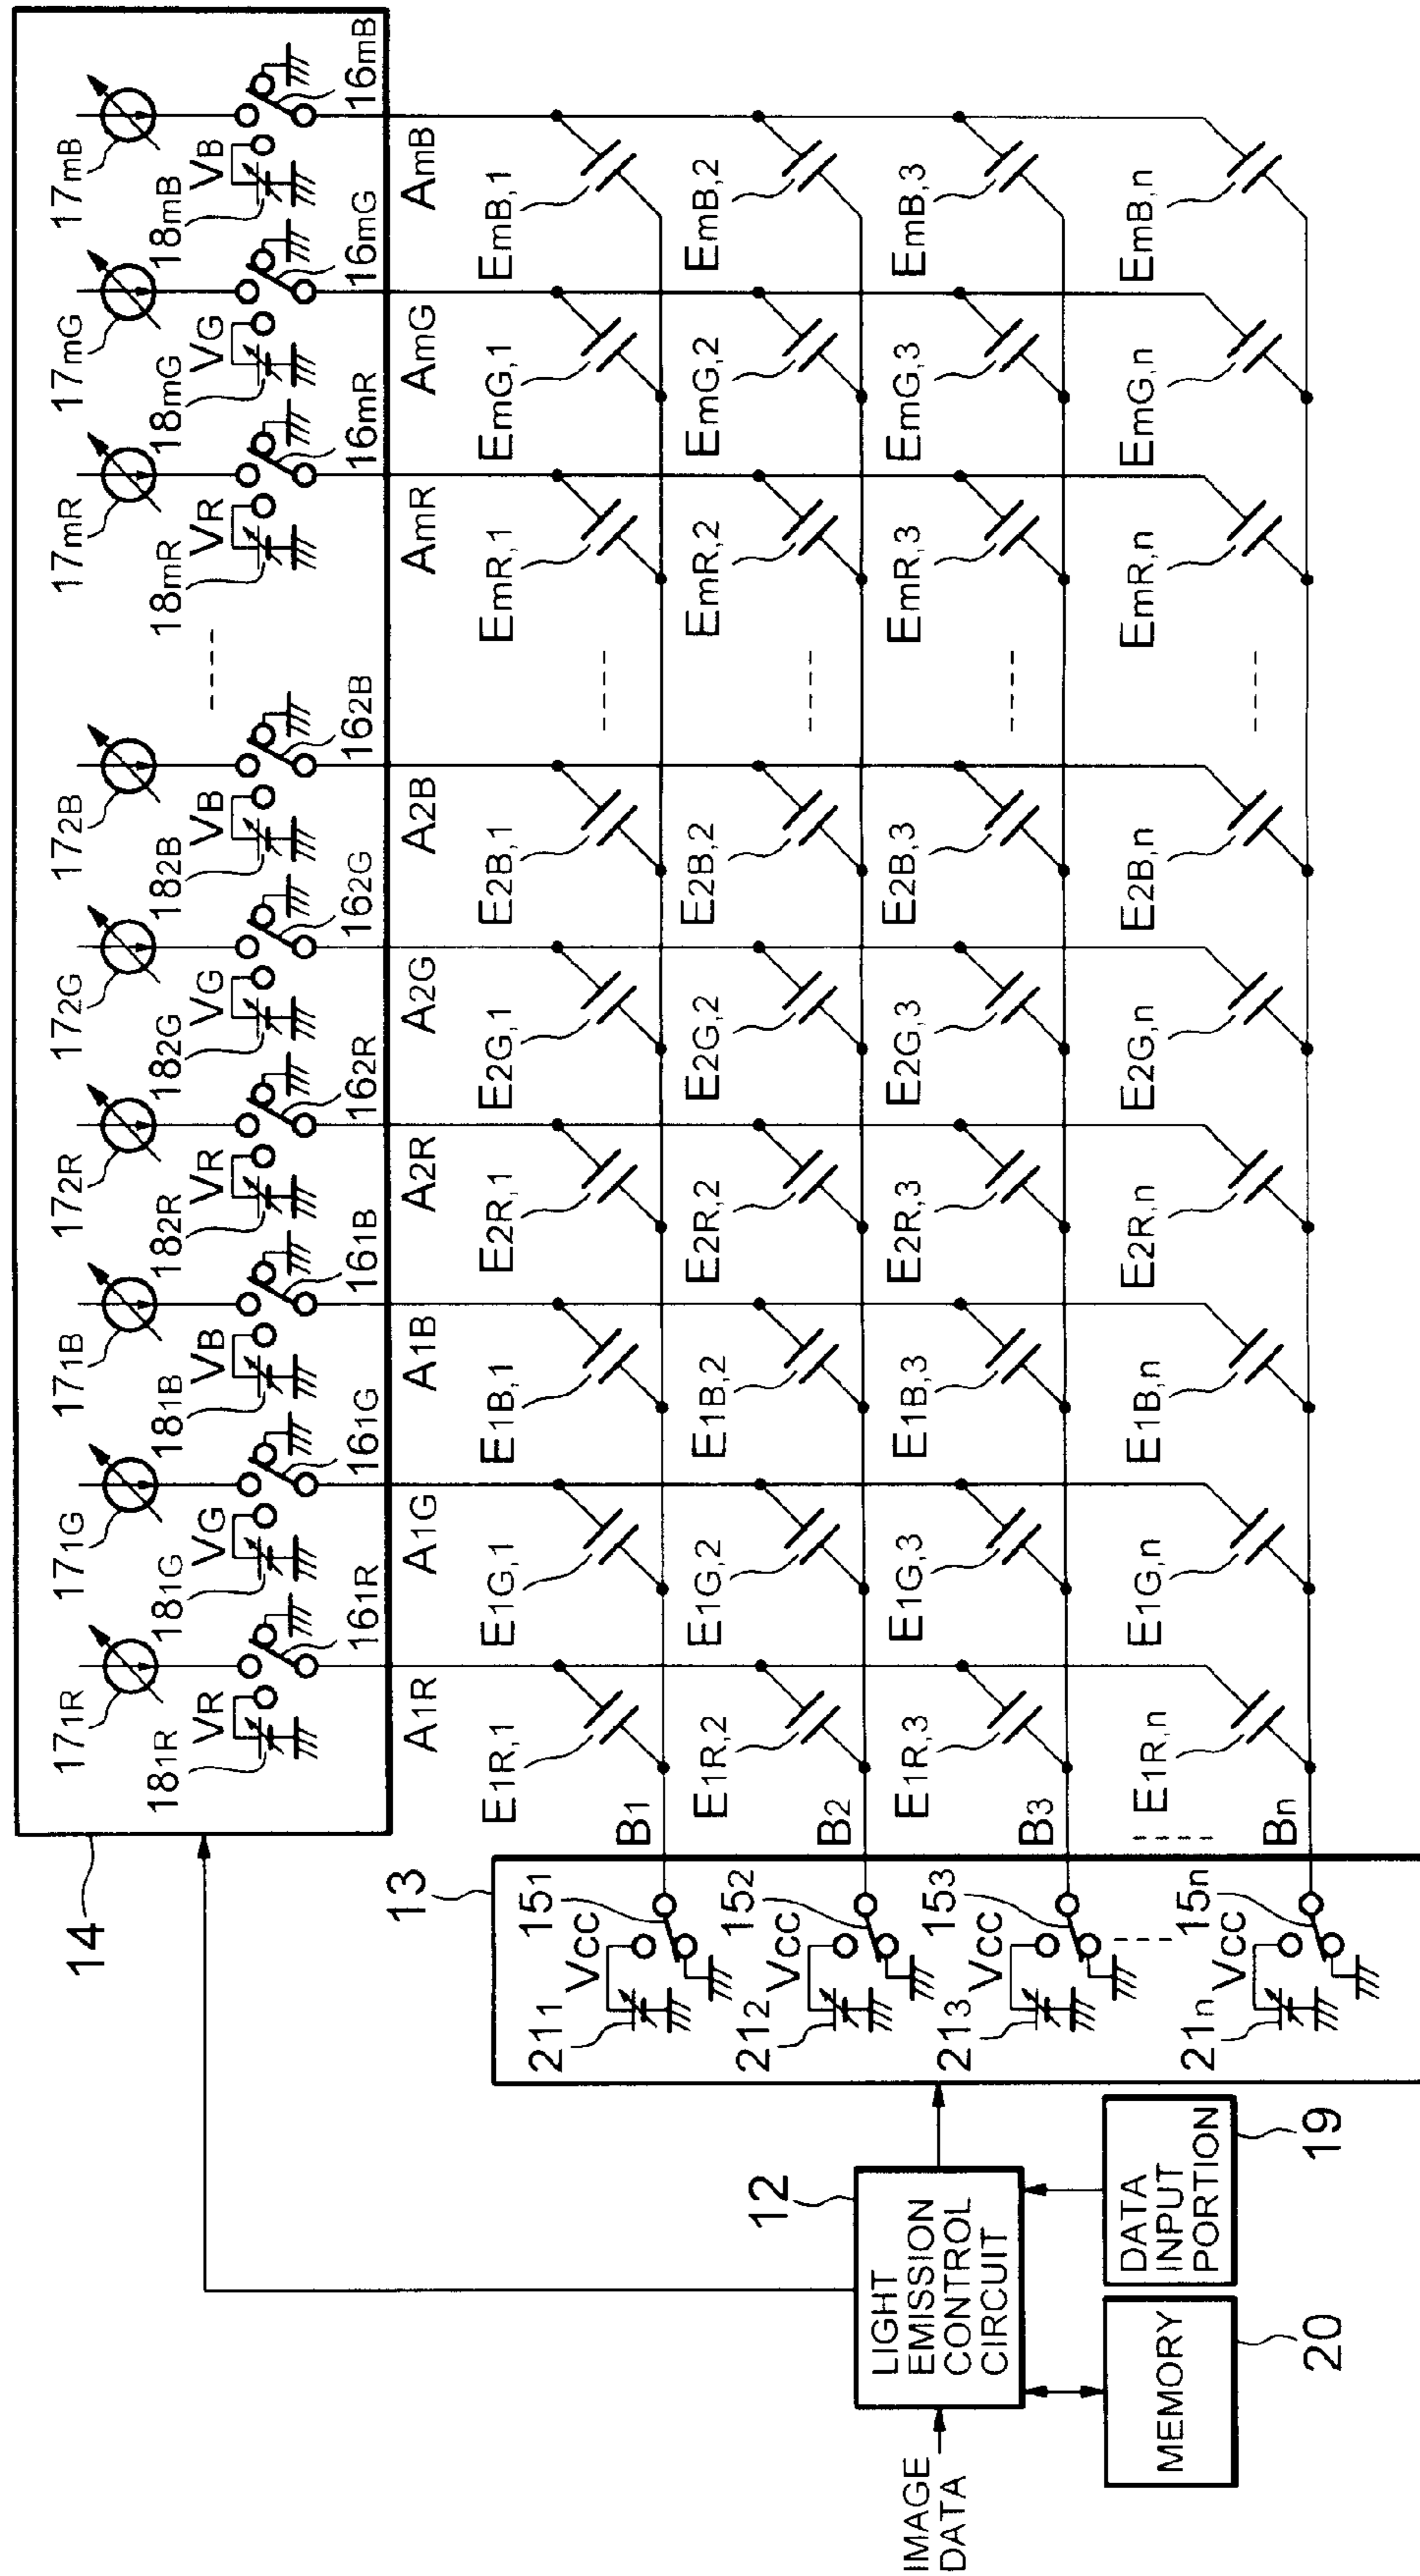 14
17₁R 17₁G 17₁B 17₂R 17₂G 17₂B 17mR 17mG 17mB
18₁R 18₁G 18₁B 18₂R 18₂G 18₂B 18mR 18mG 18mB
VR VG VB VR VG VB VR VG VB
16₁R 16₁G 16₁B 16₂R 16₂G 16₂B 16mR 16mG 16mB
A1R A1G A1B A2R A2G A2B AmR AmG AmB
E1R,1 E1G,1 E1B,1 E2R,1 E2G,1 E2B,1 EmR,1 EmG,1 EmB,1
E1R,2 E1G,2 E1B,2 E2R,2 E2G,2 E2B,2 EmR,2 EmG,2 EmB,2
E1R,3 E1G,3 E1B,3 E2R,3 E2G,3 E2B,3 EmR,3 EmG,3 EmB,3
E1R,n E1G,n E1B,n E2R,n E2G,n E2B,n EmR,n EmG,n EmB,n
B1
B2
B3
Bn
13
21₁ VCC 15₁
21₂ VCC 15₂
21₃ VCC 15₃
21n VCC 15n
12
LIGHT
EMISSION
CONTROL
CIRCUIT
IMAGE
DATA
MEMORY
20
DATA
INPUT
PORTION
19